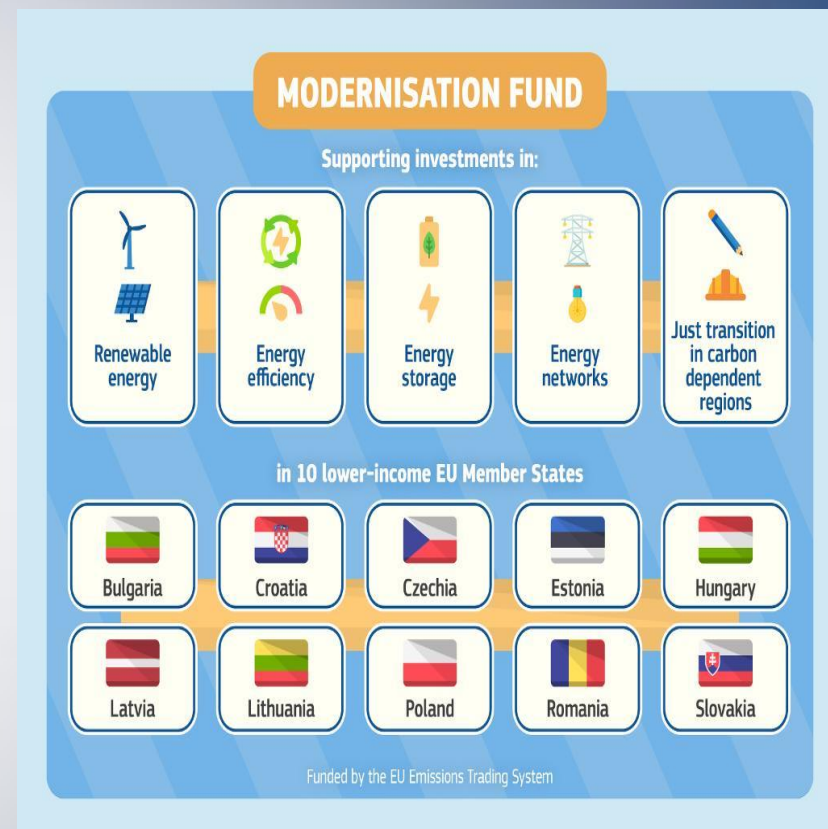 MODERNISATION FUND
Supporting investments in:
Renewable
energy
Energy
efficiency
Energy
storage
Energy
networks
Just transition
in carbon
dependent
regions
in 10 lower-income EU Member States
Bulgaria
Croatia
Czechia
Estonia
Hungary
Latvia
Lithuania
Poland
Romania
Slovakia
Funded by the EU Emissions Trading System